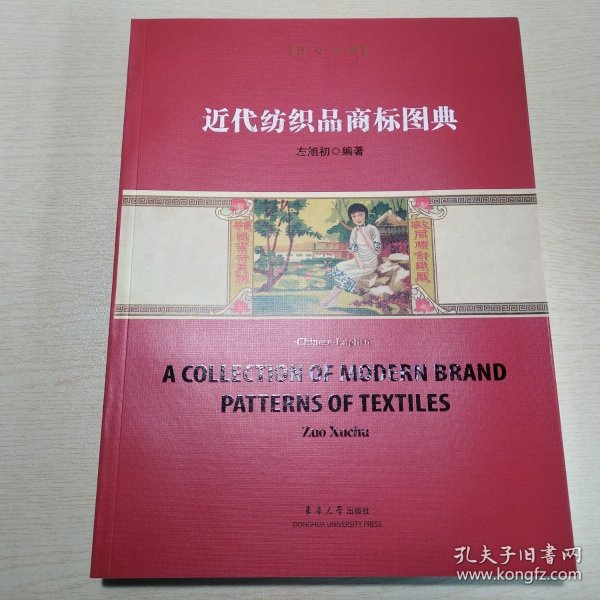 近代纺织品商标图典
左旭初◎编著
·Chinese-English
A COLLECTION OF MODERN BRAND
PATTERNS OF TEXTILES
Zuo Xuchu
东华大学出版社
DONGHUA UNIVERSITY PRESS
孔夫子旧书网
www.kongfz.com